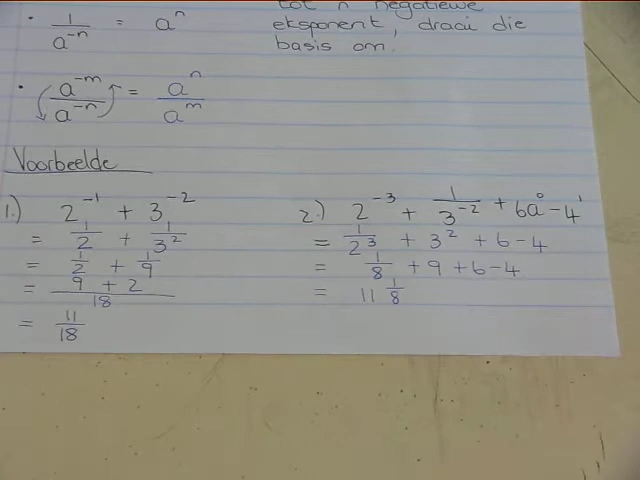 tot 'n negatiewe
· 1/a⁻ⁿ = aⁿ eksponent, draai die
basis om.
· a⁻ᵐ/a⁻ⁿ = aⁿ/aᵐ
Voorbeelde
1.) 2⁻¹ + 3⁻²
= 1/2 + 1/3²
= 1/2 + 1/9
= (9 + 2)/18
= 11/18
2.) 2⁻³ + 1/3⁻² + 6a⁰ - 4¹
= 1/2³ + 3² + 6 - 4
= 1/8 + 9 + 6 - 4
= 11 1/8